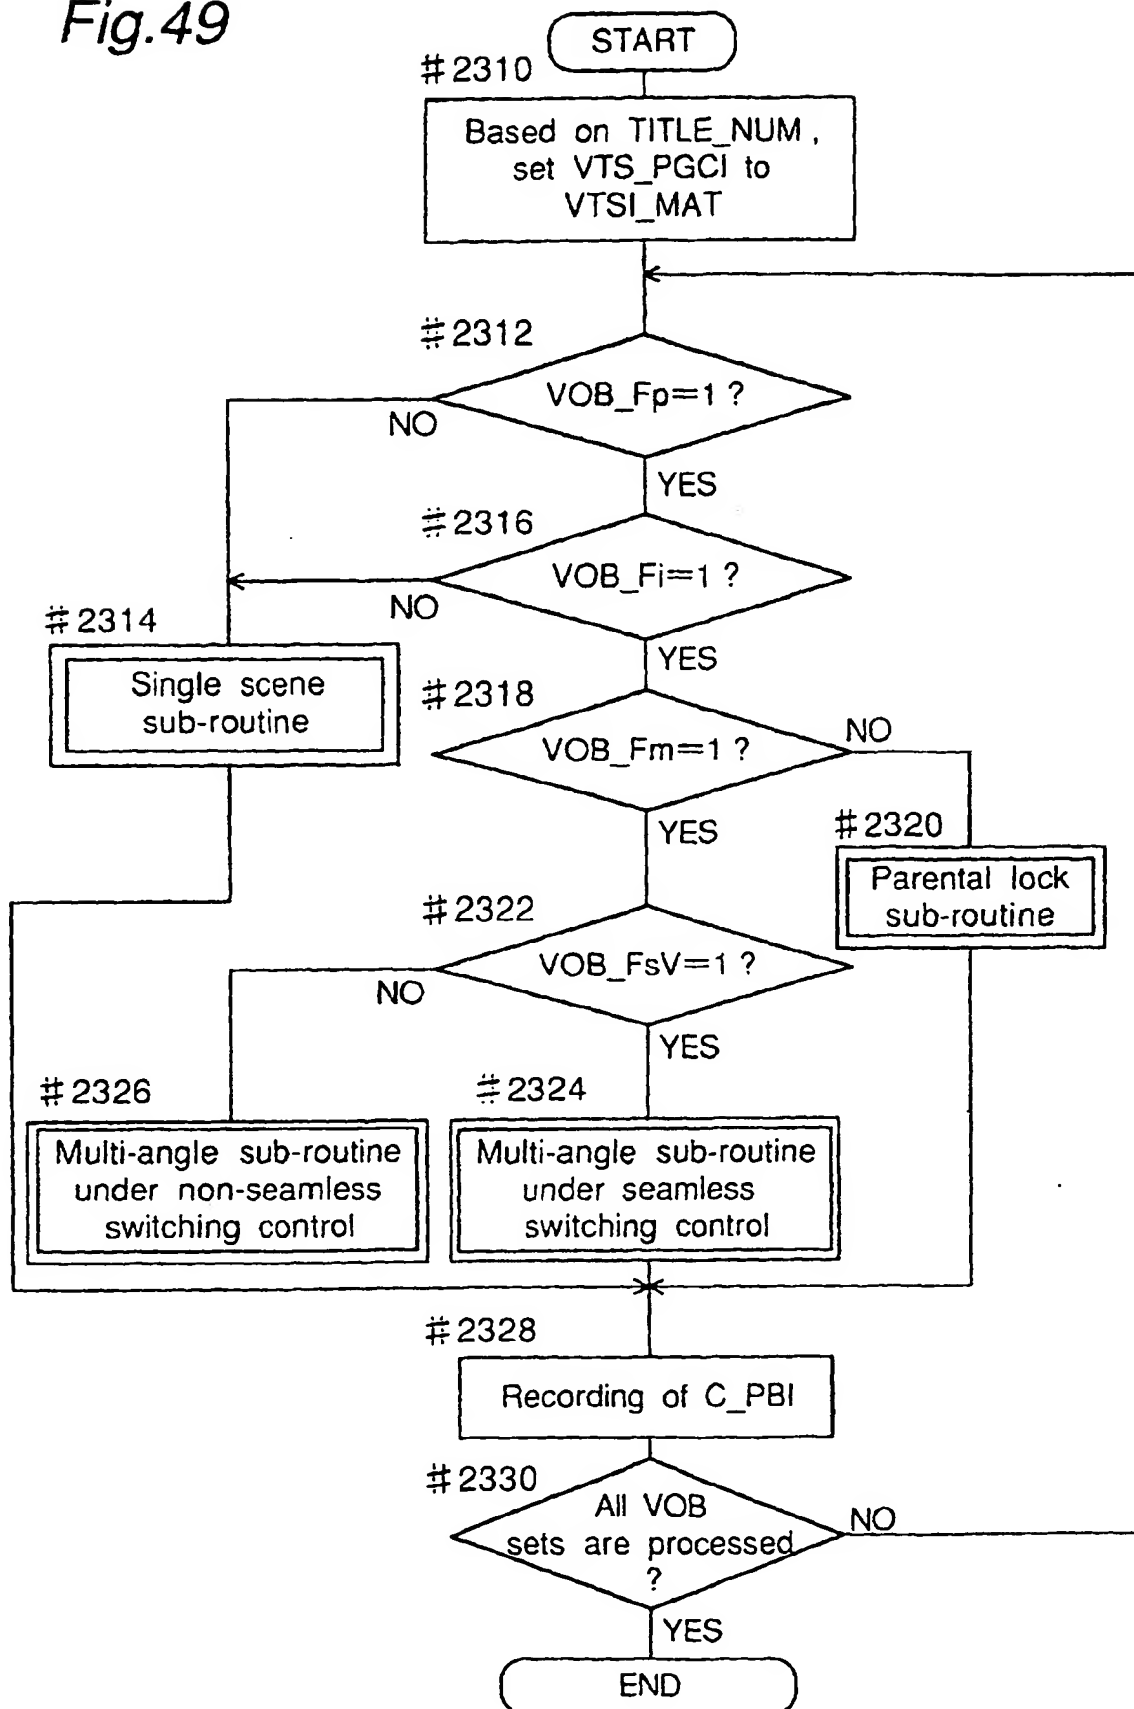 Fig.49
START
#2310
Based on TITLE_NUM,
set VTS_PGCI to
VTSI_MAT
#2312
VOB_Fp=1 ?
NO
YES
#2316
VOB_Fi=1 ?
NO
YES
#2314
Single scene
sub-routine
#2318
VOB_Fm=1 ?
NO
YES
#2320
Parental lock
sub-routine
#2322
VOB_FsV=1 ?
NO
YES
#2326
Multi-angle sub-routine
under non-seamless
switching control
#2324
Multi-angle sub-routine
under seamless
switching control
#2328
Recording of C_PBI
#2330
All VOB
sets are processed
?
NO
YES
END